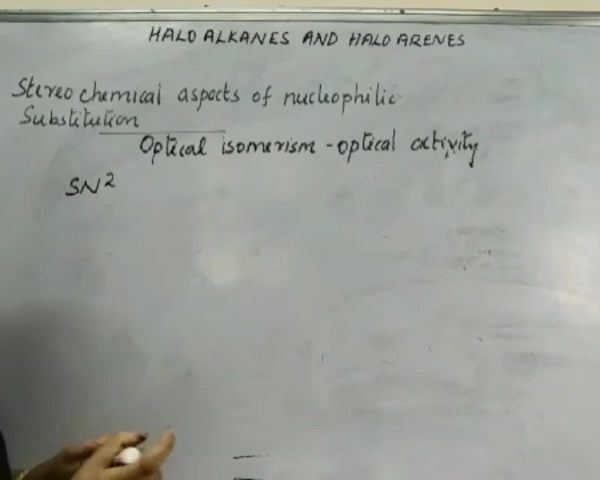 HALO ALKANES AND HALO ARENES
Stereo chemical aspects of nucleophilic
Substitution
Optical isomerism - optical activity
SN2